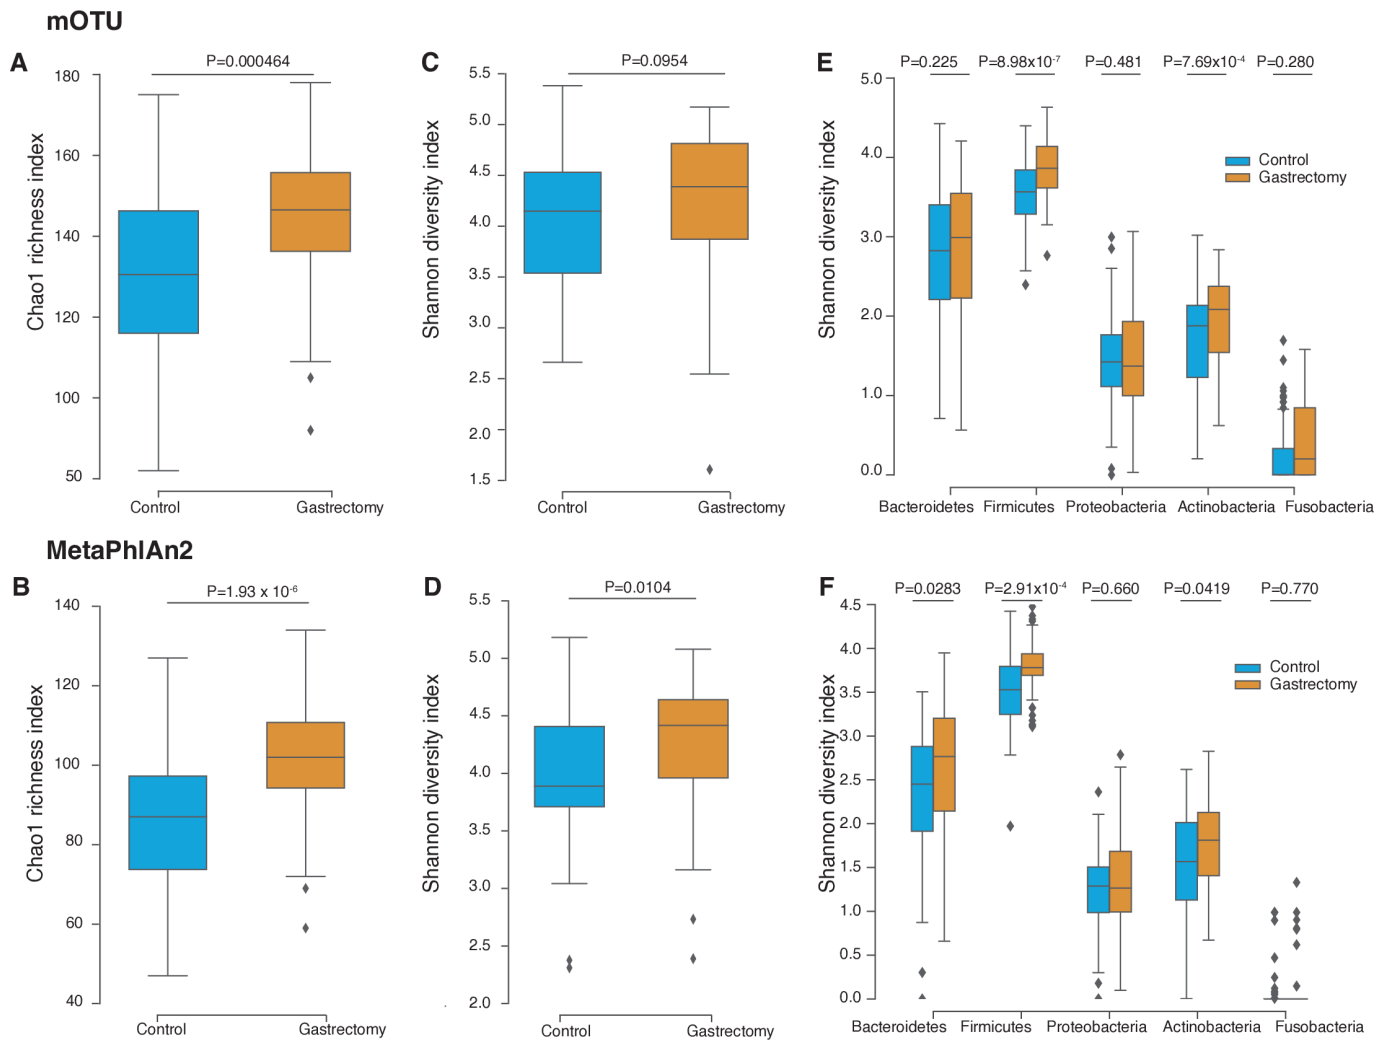 mOTU
A
P=0.000464
Chao1 richness index
180
160
140
120
100
50
Control
Gastrectomy
C
P=0.0954
Shannon diversity index
5.5
5.0
4.5
4.0
3.5
3.0
2.5
2.0
1.5
Control
Gastrectomy
E
P=0.225
P=8.98x10-7
P=0.481
P=7.69x10-4
P=0.280
Shannon diversity index
5.0
4.0
3.0
2.0
1.0
0.0
Control
Gastrectomy
Bacteroidetes
Firmicutes
Proteobacteria
Actinobacteria
Fusobacteria
MetaPhlAn2
B
P=1.93 x 10-6
Chao1 richness index
140
120
100
80
60
40
Control
Gastrectomy
D
P=0.0104
Shannon diversity index
5.5
5.0
4.5
4.0
3.5
3.0
2.5
2.0
Control
Gastrectomy
F
P=0.0283
P=2.91x10-4
P=0.660
P=0.0419
P=0.770
Shannon diversity index
4.5
4.0
3.5
3.0
2.5
2.0
1.5
1.0
0.5
0.0
Control
Gastrectomy
Bacteroidetes
Firmicutes
Proteobacteria
Actinobacteria
Fusobacteria